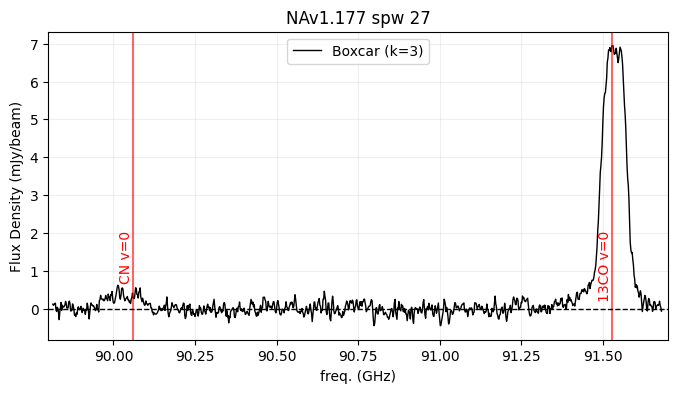 NAv1.177 spw 27
Boxcar (k=3)
Flux Density (mJy/beam)
7
6
5
4
3
2
1
0
CN v=0
13CO v=0
90.00
90.25
90.50
90.75
91.00
91.25
91.50
freq. (GHz)